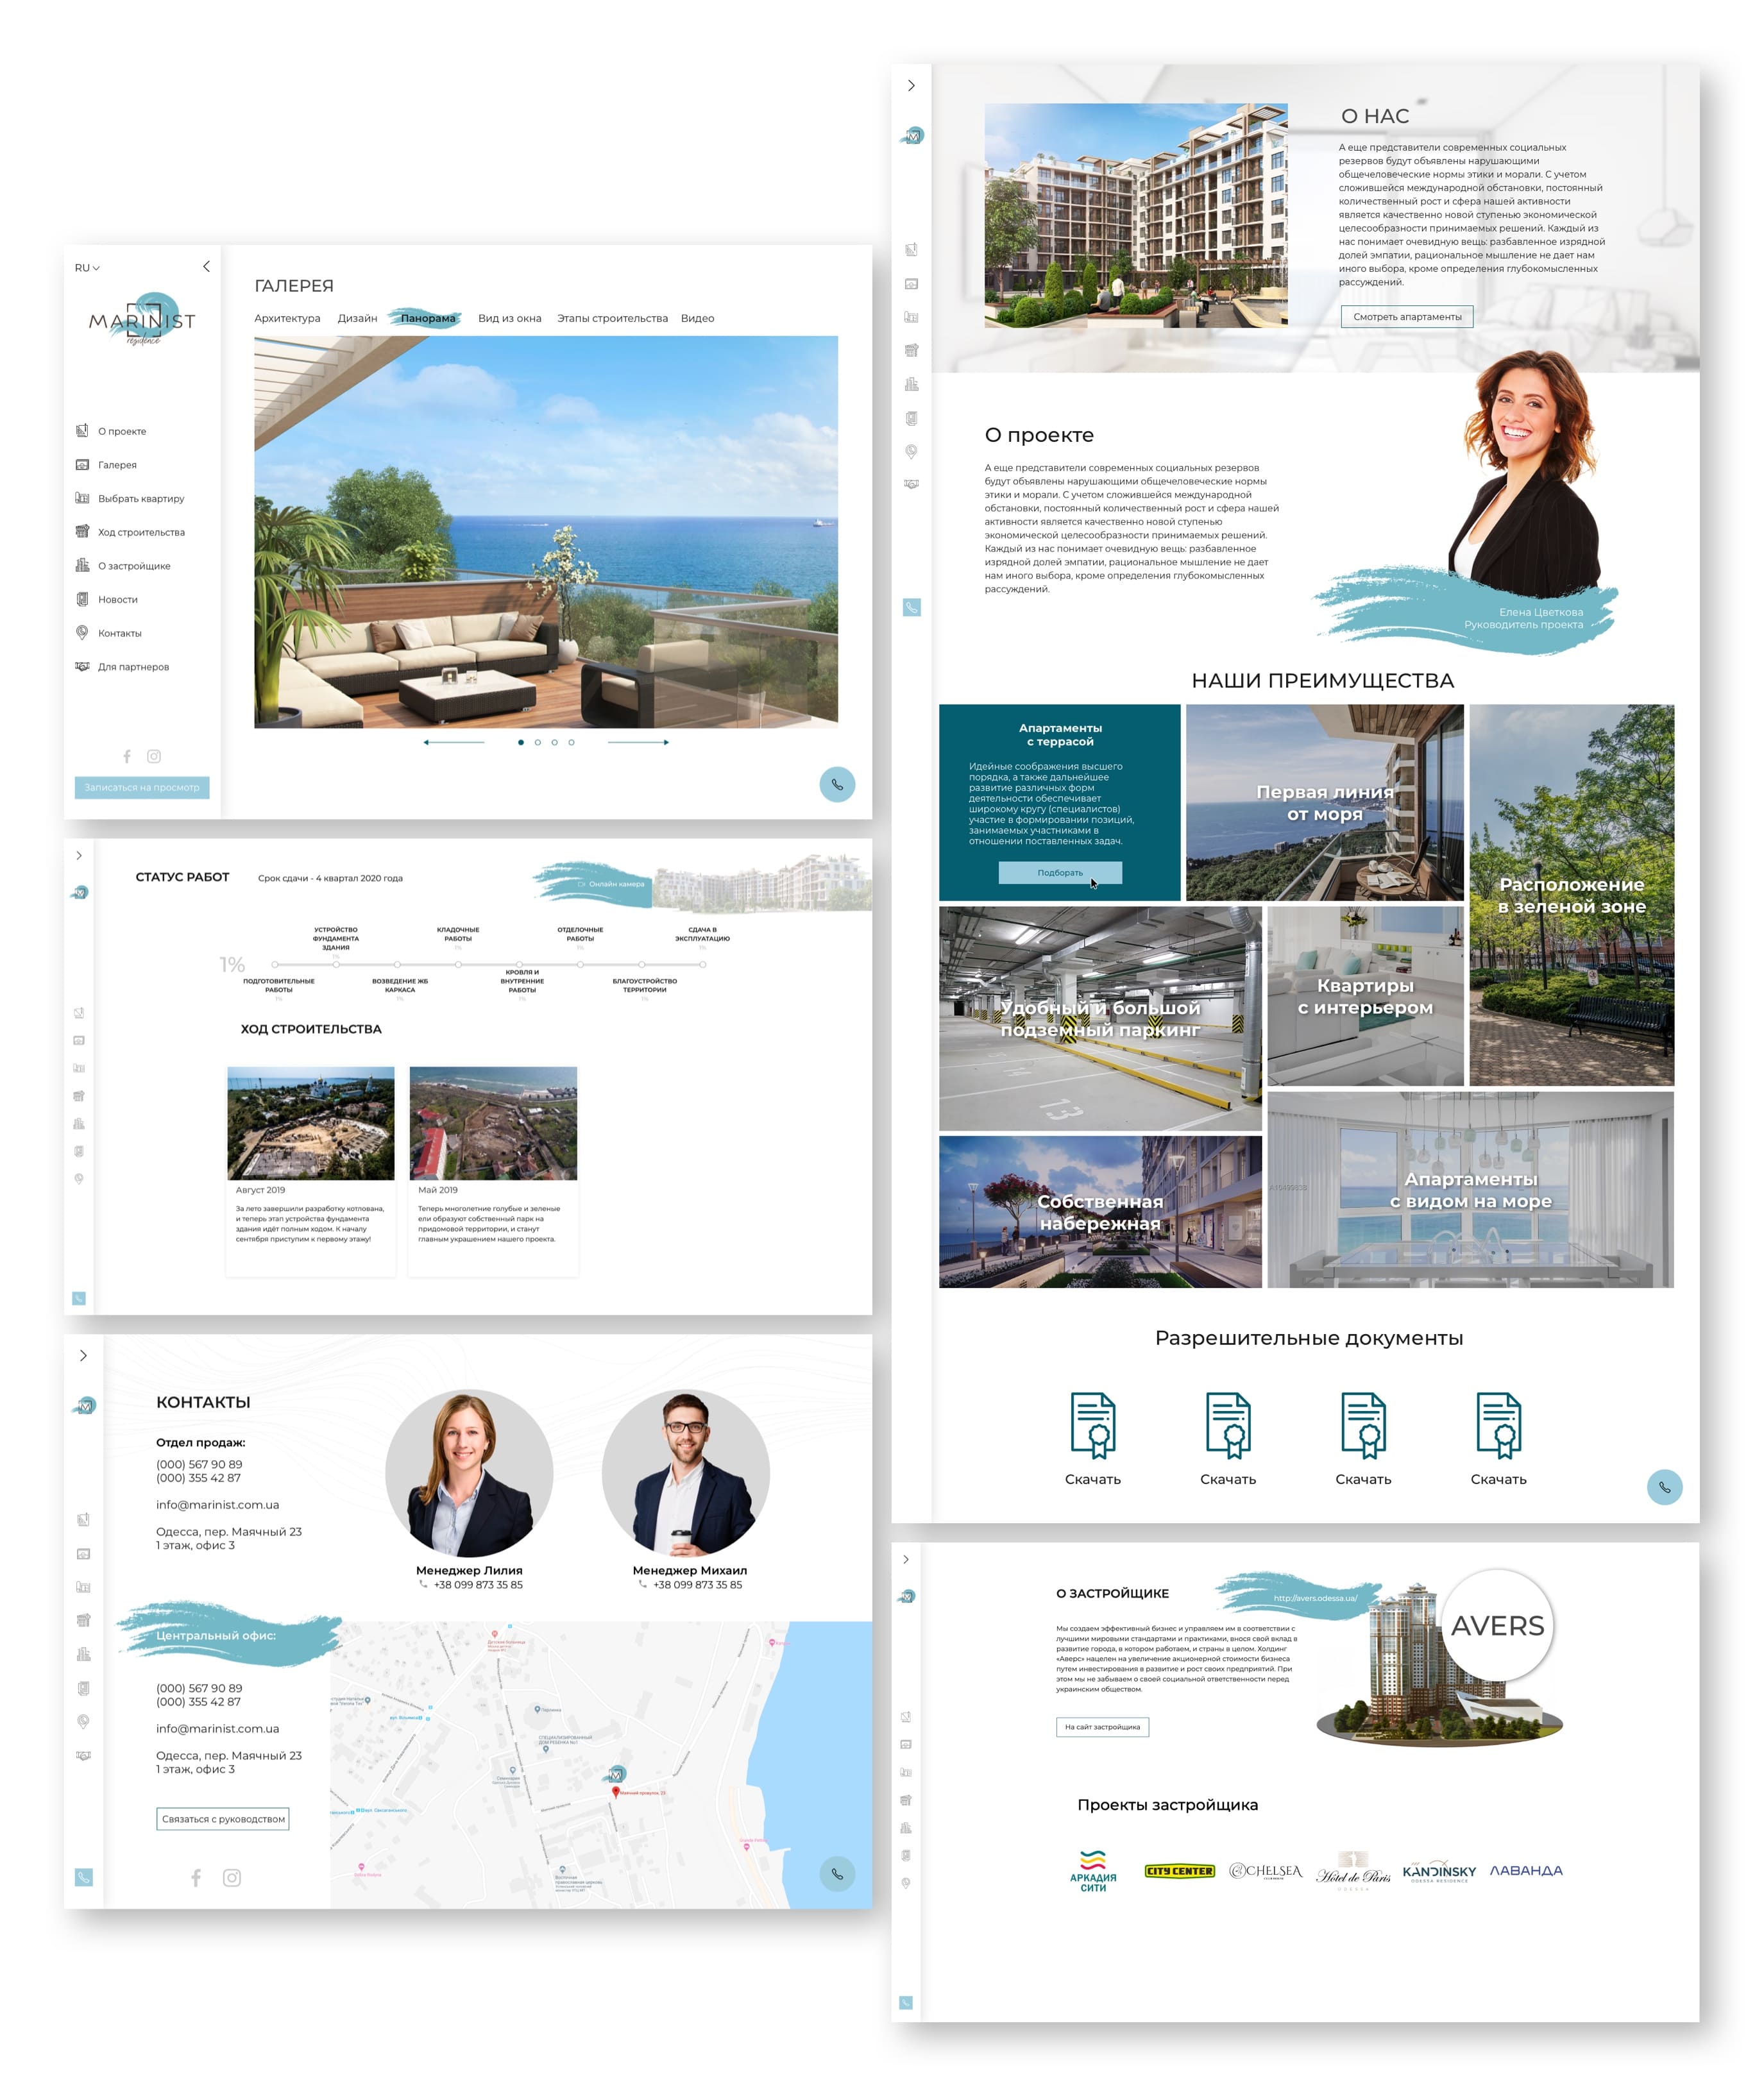 RU
MARINIST
residence
О проекте
Галерея
Выбрать квартиру
Ход строительства
О застройщике
Новости
Контакты
Для партнеров
Записаться на просмотр
ГАЛЕРЕЯ
Архитектура Дизайн Панорама Вид из окна Этапы строительства Видео
СТАТУС РАБОТ
Срок сдачи - 4 квартал 2020 года
Онлайн камера
УСТРОЙСТВО
ФУНДАМЕНТА
ЗДАНИЯ
1%
КЛАДОЧНЫЕ
РАБОТЫ
1%
ОТДЕЛОЧНЫЕ
РАБОТЫ
1%
СДАЧА В
ЭКСПЛУАТАЦИЮ
1%
1%
ПОДГОТОВИТЕЛЬНЫЕ
РАБОТЫ
1%
ВОЗВЕДЕНИЕ ЖБ
КАРКАСА
1%
КРОВЛЯ И
ВНУТРЕННИЕ
РАБОТЫ
1%
БЛАГОУСТРОЙСТВО
ТЕРРИТОРИИ
1%
ХОД СТРОИТЕЛЬСТВА
Август 2019
За лето завершили разработку котлована,
и теперь этап устройства фундамента
здания идёт полным ходом. К началу
сентября приступим к первому этажу!
Май 2019
Теперь многолетние голубые и зеленые
ели образуют собственный парк на
придомовой территории, и станут
главным украшением нашего проекта.
КОНТАКТЫ
Отдел продаж:
(000) 567 90 89
(000) 355 42 87
info@marinist.com.ua
Одесса, пер. Маячный 23
1 этаж, офис 3
Менеджер Лилия
+38 099 873 35 85
Менеджер Михаил
+38 099 873 35 85
Центральный офис:
(000) 567 90 89
(000) 355 42 87
info@marinist.com.ua
Одесса, пер. Маячный 23
1 этаж, офис 3
Связаться с руководством
Маячный переулок, 23
О НАС
А еще представители современных социальных
резервов будут объявлены нарушающими
общечеловеческие нормы этики и морали. С учетом
сложившейся международной обстановки, постоянный
количественный рост и сфера нашей активности
является качественно новой ступенью экономической
целесообразности принимаемых решений. Каждый из
нас понимает очевидную вещь: разбавленное изрядной
долей эмпатии, рациональное мышление не дает нам
иного выбора, кроме определения глубокомысленных
рассуждений.
Смотреть апартаменты
О проекте
А еще представители современных социальных резервов
будут объявлены нарушающими общечеловеческие нормы
этики и морали. С учетом сложившейся международной
обстановки, постоянный количественный рост и сфера нашей
активности является качественно новой ступенью
экономической целесообразности принимаемых решений.
Каждый из нас понимает очевидную вещь: разбавленное
изрядной долей эмпатии, рациональное мышление не дает
нам иного выбора, кроме определения глубокомысленных
рассуждений.
Елена Цветкова
Руководитель проекта
НАШИ ПРЕИМУЩЕСТВА
Апартаменты
с террасой
Идейные соображения высшего
порядка, а также дальнейшее
развитие различных форм
деятельности обеспечивает
широкому кругу (специалистов)
участие в формировании позиций,
занимаемых участниками в
отношении поставленных задач.
Подборать
Первая линия
от моря
Расположение
в зеленой зоне
Удобный и большой
подземный паркинг
13
Квартиры
с интерьером
Собственная
набережная
Апартаменты
с видом на море
Разрешительные документы
Скачать
Скачать
Скачать
Скачать
О ЗАСТРОЙЩИКЕ
http://avers.odessa.ua/
AVERS
Мы создаем эффективный бизнес и управляем им в соответствии с
лучшими мировыми стандартами и практиками, внося свой вклад в
развитие города, в котором работаем, и страны в целом. Холдинг
«Аверс» нацелен на увеличение акционерной стоимости бизнеса
путем инвестирования в развитие и рост своих предприятий. При
этом мы не забываем о своей социальной ответственности перед
украинским обществом.
На сайт застройщика
Проекты застройщика
АРКАДИЯ
СИТИ
CITY CENTER
CHELSEA
Hôtel de Paris
ODESSA
KANDINSKY
ODESSA RESIDENCE
ЛАВАНДА